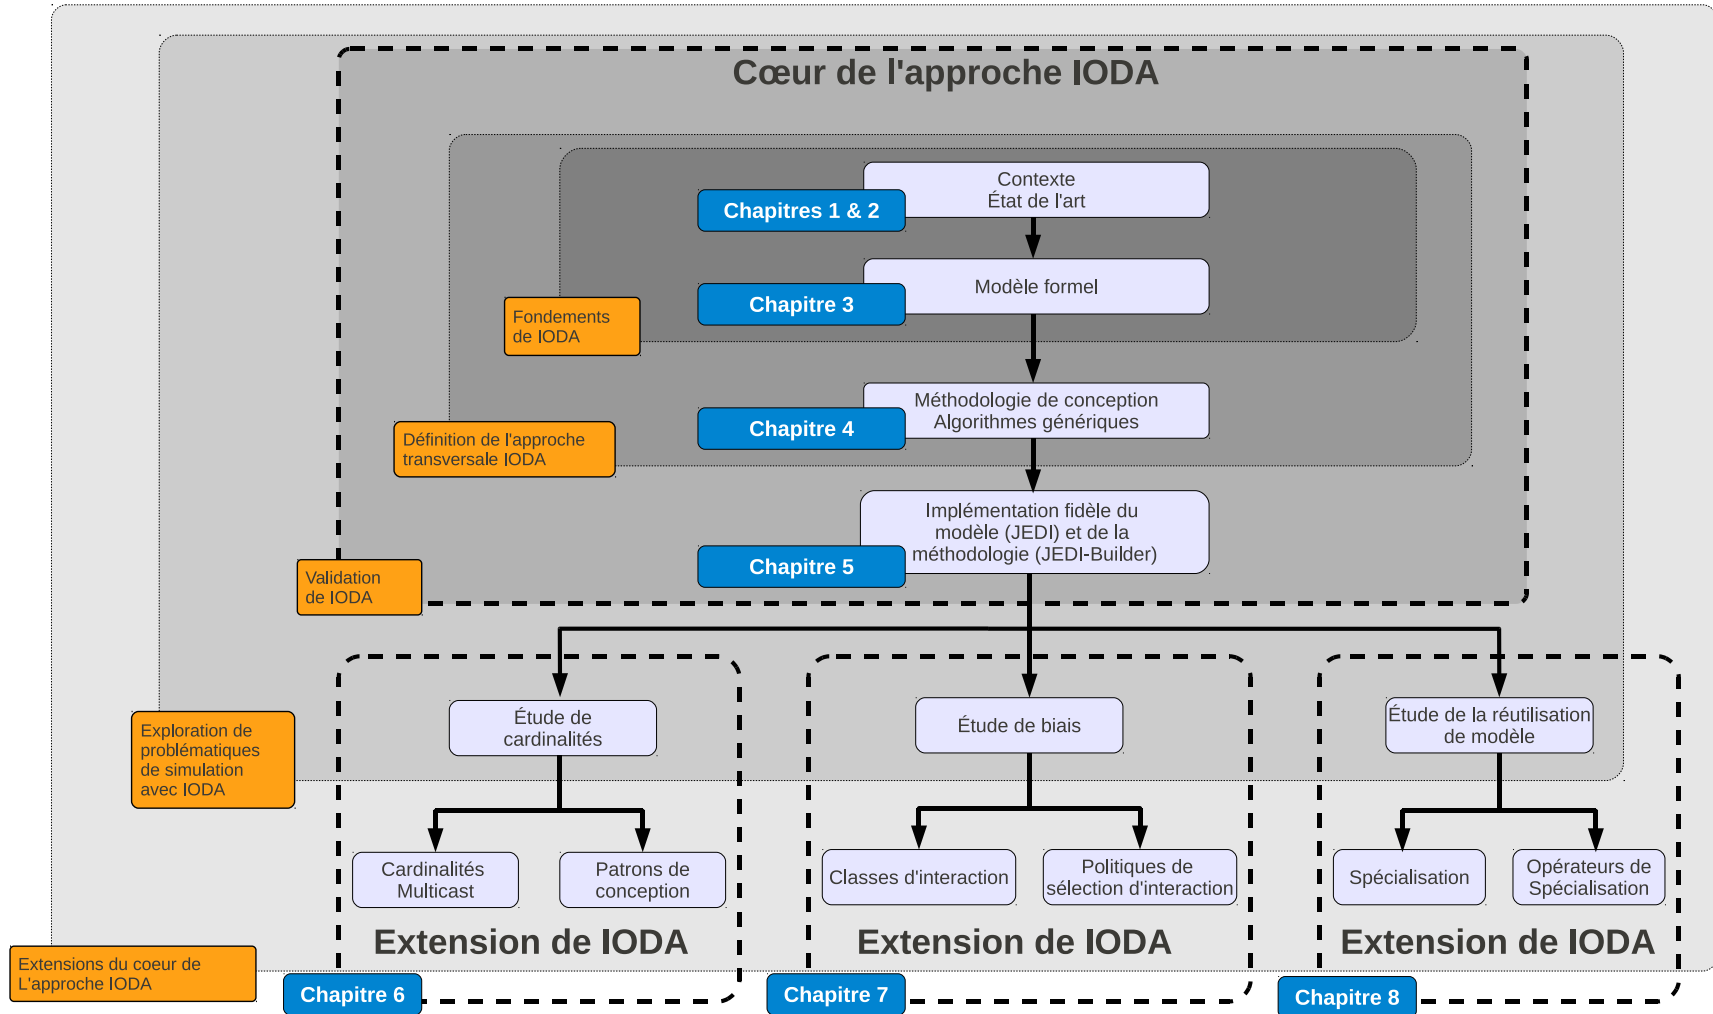 Cœur de l'approche IODA
Contexte
État de l'art
Chapitres 1 & 2
Modèle formel
Chapitre 3
Fondements
de IODA
Méthodologie de conception
Algorithmes génériques
Chapitre 4
Définition de l'approche
transversale IODA
Implémentation fidèle du
modèle (JEDI) et de la
méthodologie (JEDI-Builder)
Chapitre 5
Validation
de IODA
Étude de
cardinalités
Étude de biais
Étude de la réutilisation
de modèle
Exploration de
problématiques
de simulation
avec IODA
Cardinalités
Multicast
Patrons de
conception
Classes d'interaction
Politiques de
sélection d'interaction
Spécialisation
Opérateurs de
Spécialisation
Extension de IODA
Extension de IODA
Extension de IODA
Extensions du coeur de
L'approche IODA
Chapitre 6
Chapitre 7
Chapitre 8